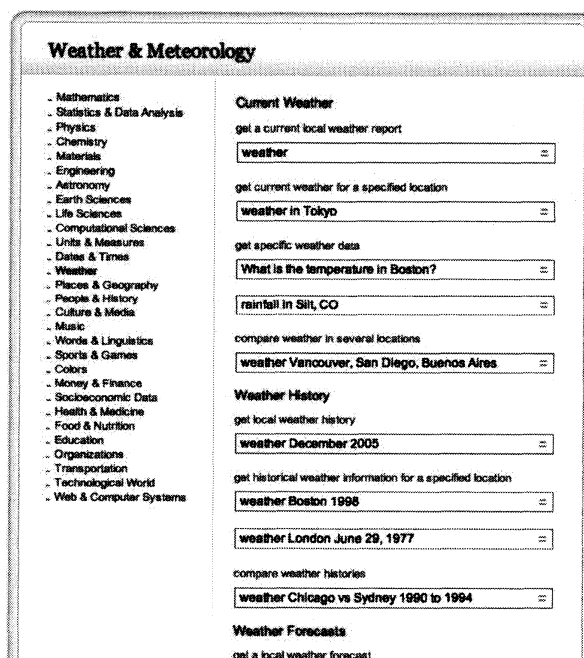 Weather & Meteorology
Mathematics
Statistics & Data Analysis
Physics
Chemistry
Materials
Engineering
Astronomy
Earth Sciences
Life Sciences
Computational Sciences
Units & Measures
Dates & Times
Weather
Places & Geography
People & History
Culture & Media
Music
Words & Linguistics
Sports & Games
Colors
Money & Finance
Socioeconomic Data
Health & Medicine
Food & Nutrition
Education
Organizations
Transportation
Technological World
Web & Computer Systems
Current Weather
get a current local weather report
weather =
get current weather for a specified location
weather in Tokyo =
get specific weather data
What is the temperature in Boston? =
rainfall in Silt, CO =
compare weather in several locations
weather Vancouver, San Diego, Buenos Aires =
Weather History
get local weather history
weather December 2005 =
get historical weather information for a specified location
weather Boston 1998 =
weather London June 29, 1977 =
compare weather histories
weather Chicago vs Sydney 1990 to 1994 =
Weather Forecasts
get a local weather forecast